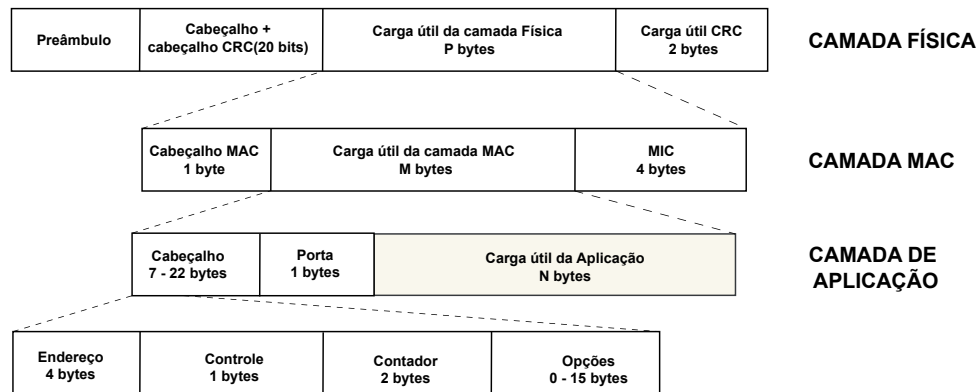 Preâmbulo
Cabeçalho +
cabeçalho CRC(20 bits)
Carga útil da camada Física
P bytes
Carga útil CRC
2 bytes
CAMADA FÍSICA
Cabeçalho MAC
1 byte
Carga útil da camada MAC
M bytes
MIC
4 bytes
CAMADA MAC
Cabeçalho
7 - 22 bytes
Porta
1 bytes
Carga útil da Aplicação
N bytes
CAMADA DE
APLICAÇÃO
Endereço
4 bytes
Controle
1 bytes
Contador
2 bytes
Opções
0 - 15 bytes